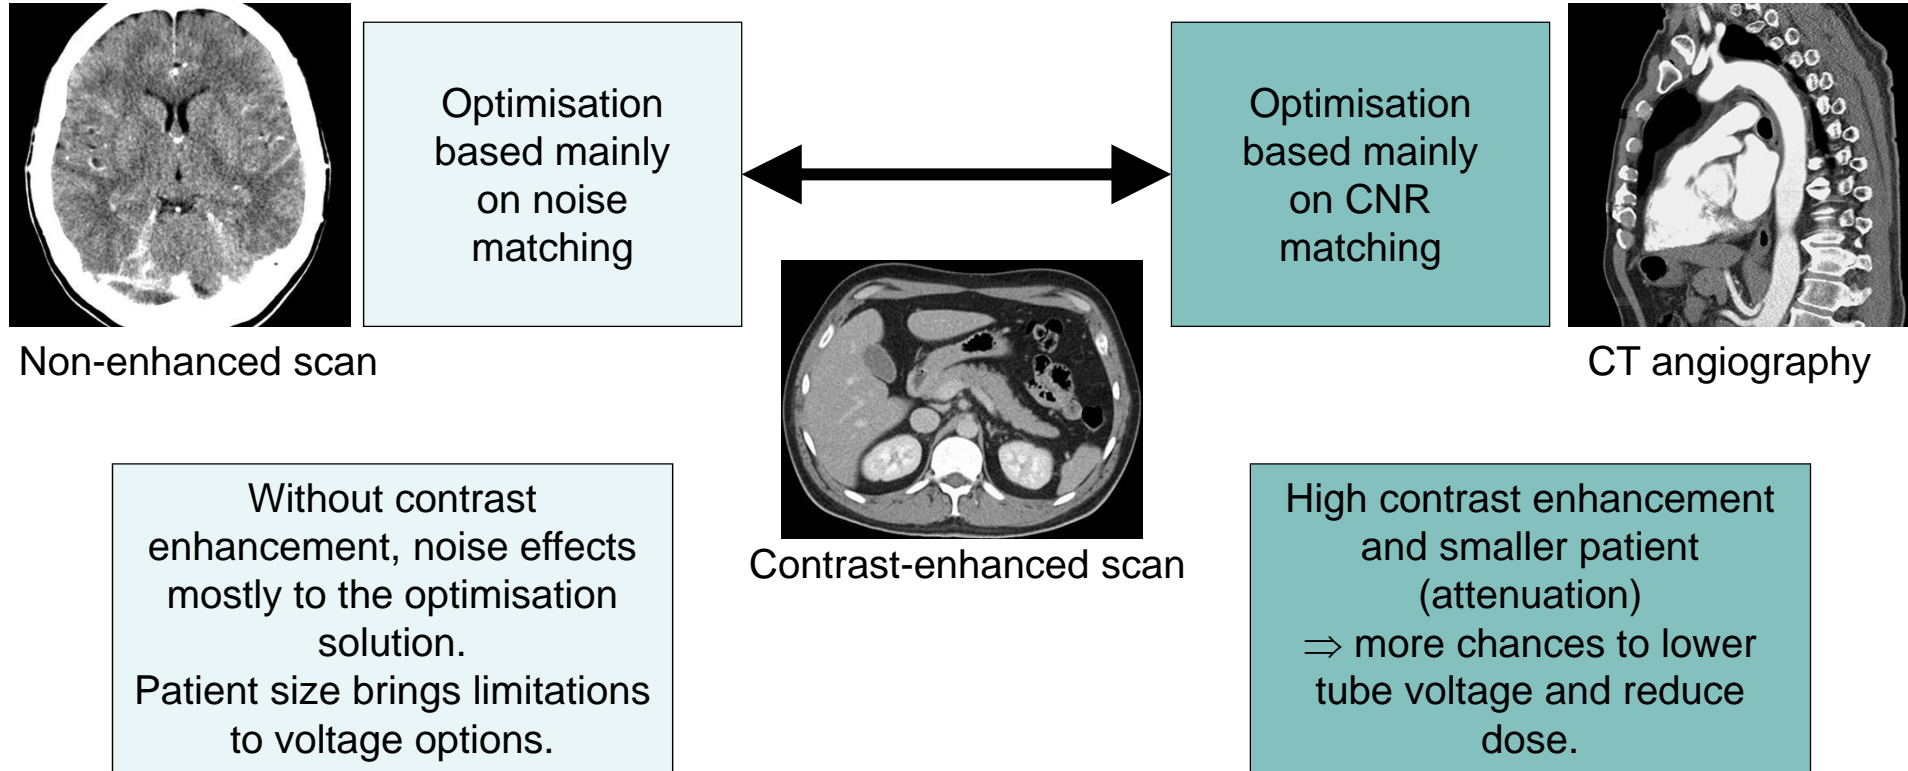 Optimisation
based mainly
on noise
matching
Optimisation
based mainly
on CNR
matching
Non-enhanced scan
CT angiography
Contrast-enhanced scan
Without contrast
enhancement, noise effects
mostly to the optimisation
solution.
Patient size brings limitations
to voltage options.
High contrast enhancement
and smaller patient
(attenuation)
⇒ more chances to lower
tube voltage and reduce
dose.